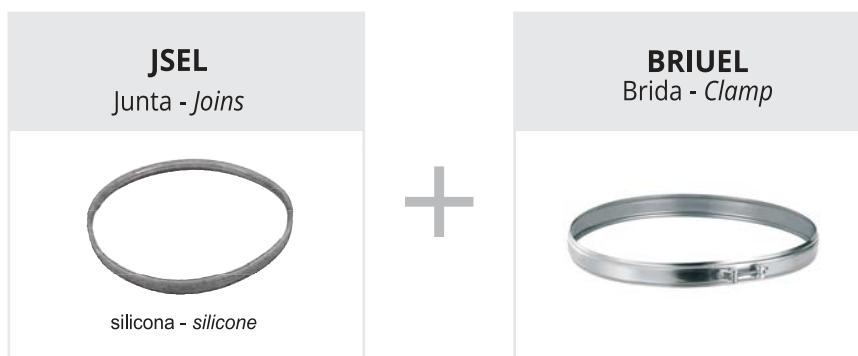 JSEL
Junta - Joins
silicona - silicone
BRIUEL
Brida - Clamp